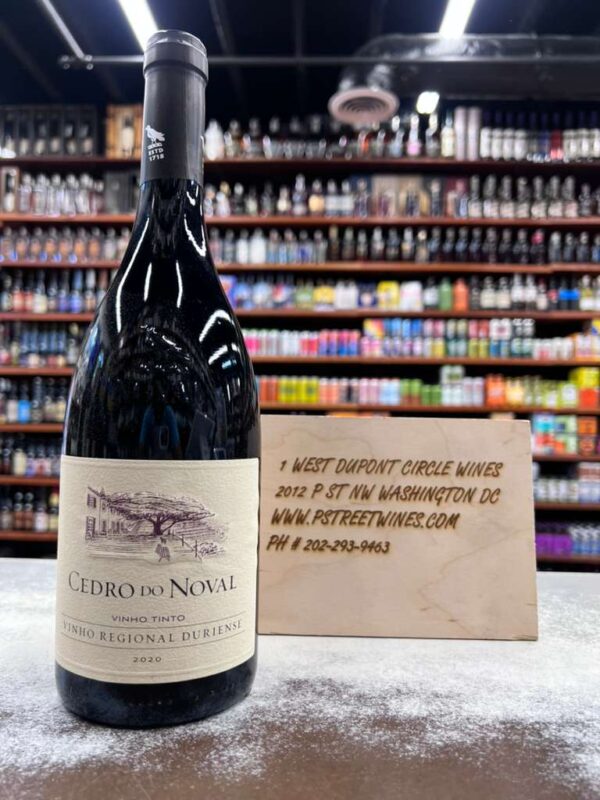 ESTD
1715
CEDRO DO NOVAL
VINHO TINTO
VINHO REGIONAL DURIENSE
2020
1 WEST DUPONT CIRCLE WINES
2012 P ST NW WASHINGTON DC
WWW.PSTREETWINES.COM
PH # 202-293-9463